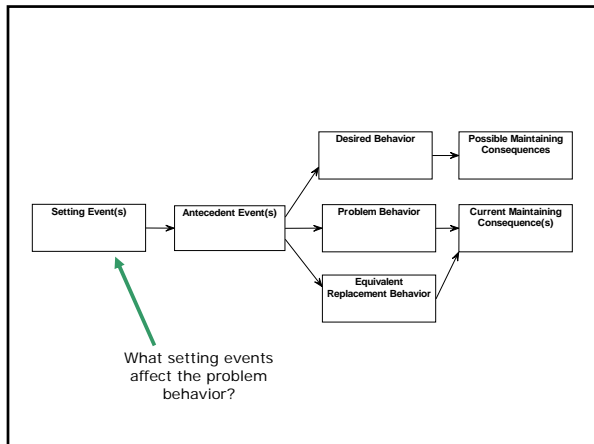 Desired Behavior
Possible Maintaining
Consequences
Setting Event(s)
Antecedent Event(s)
Problem Behavior
Current Maintaining
Consequence(s)
Equivalent
Replacement Behavior
What setting events
affect the problem
behavior?